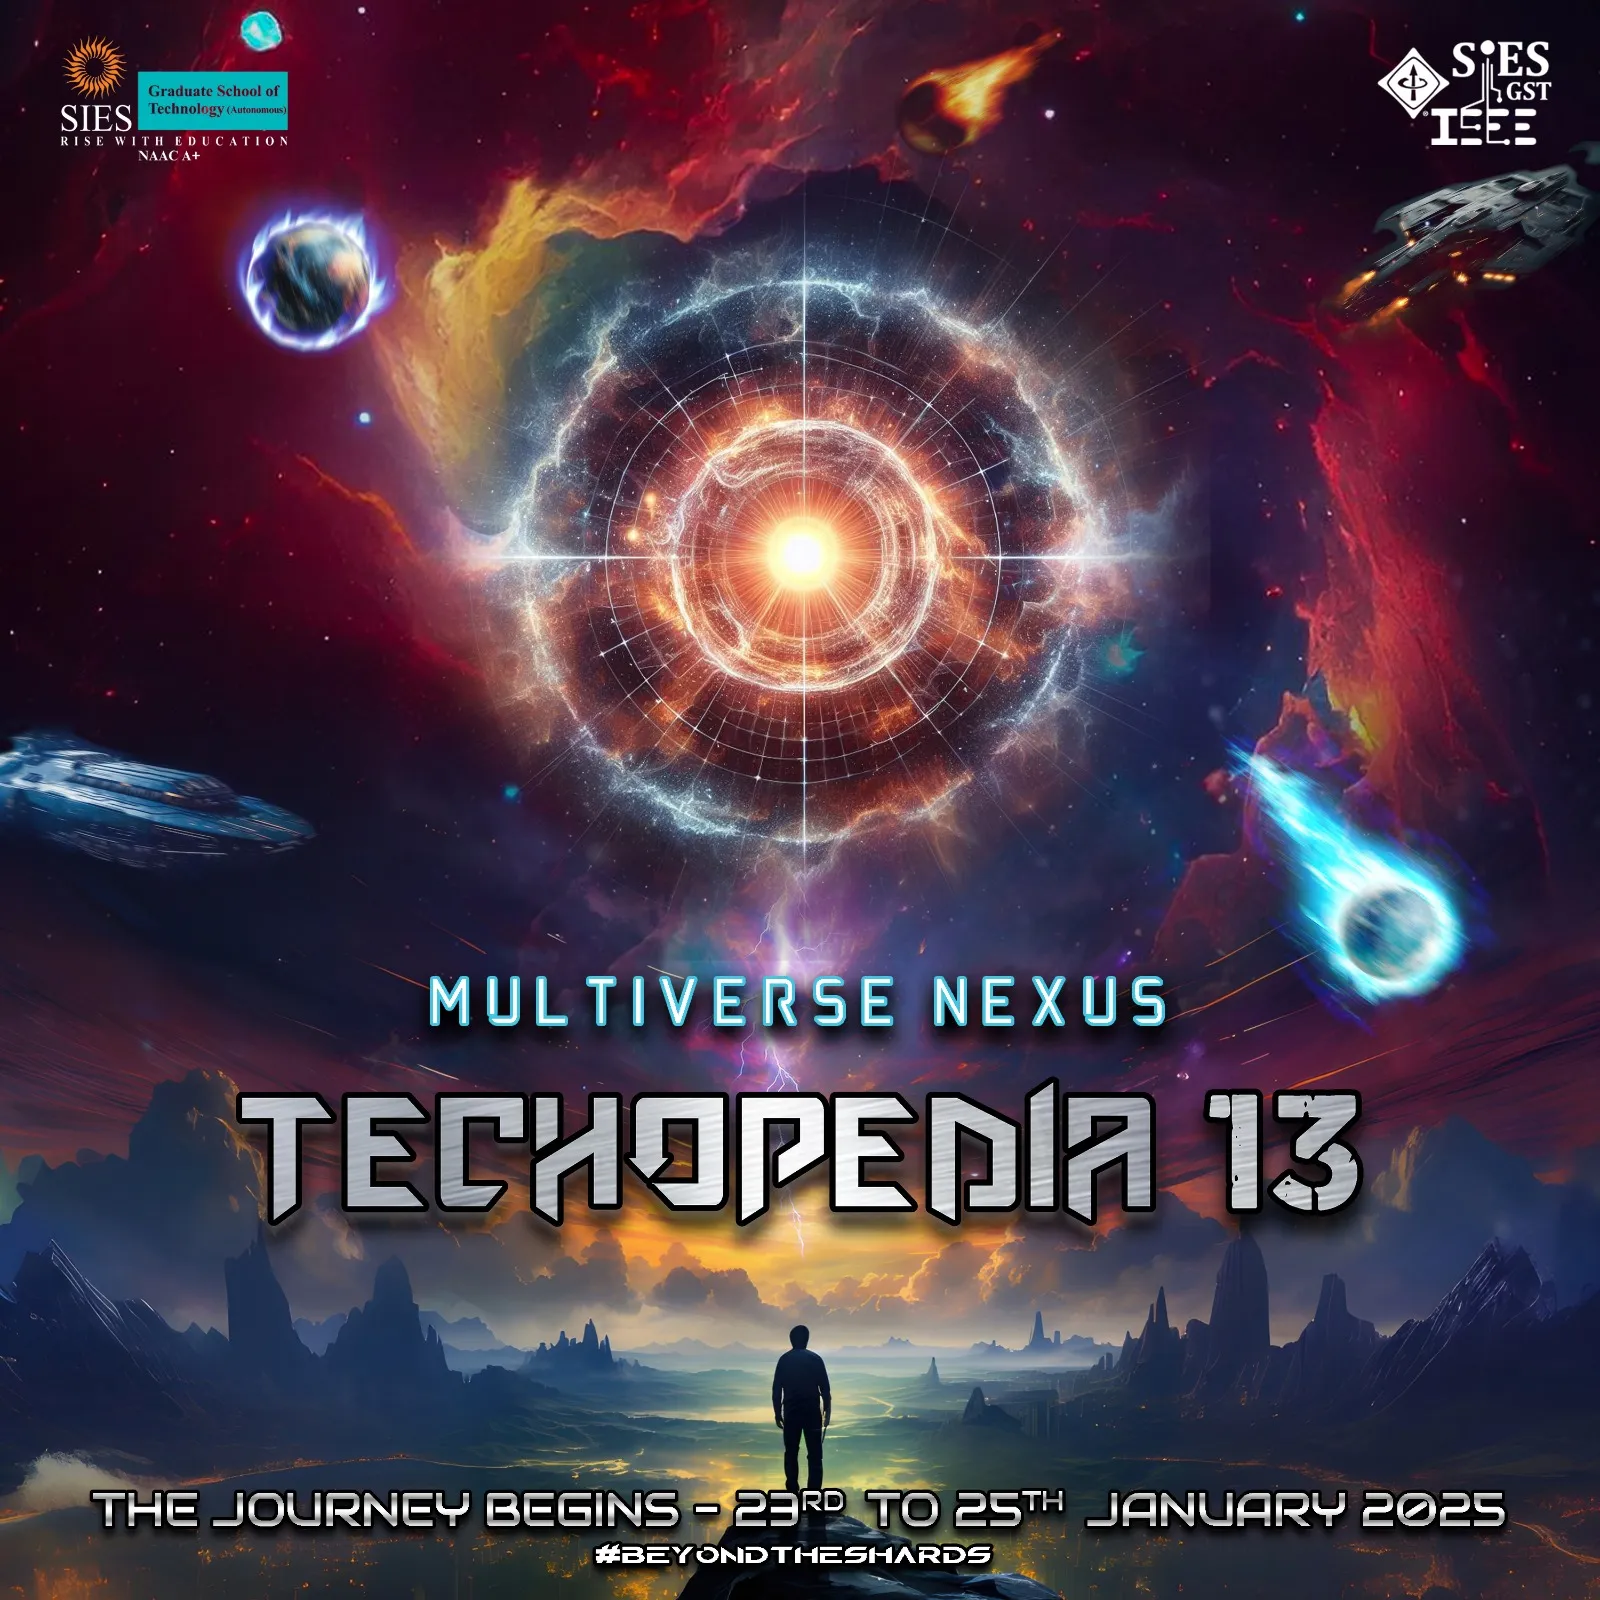 SIES
Graduate School of
Technology (Autonomous)
RISE WITH EDUCATION
NAAC A+
SIES
GST
IEEE
MULTIVERSE NEXUS
TECHOPEDIA 13
THE JOURNEY BEGINS - 23RD TO 25TH JANUARY 2025
#BEYONDTHESHARDS